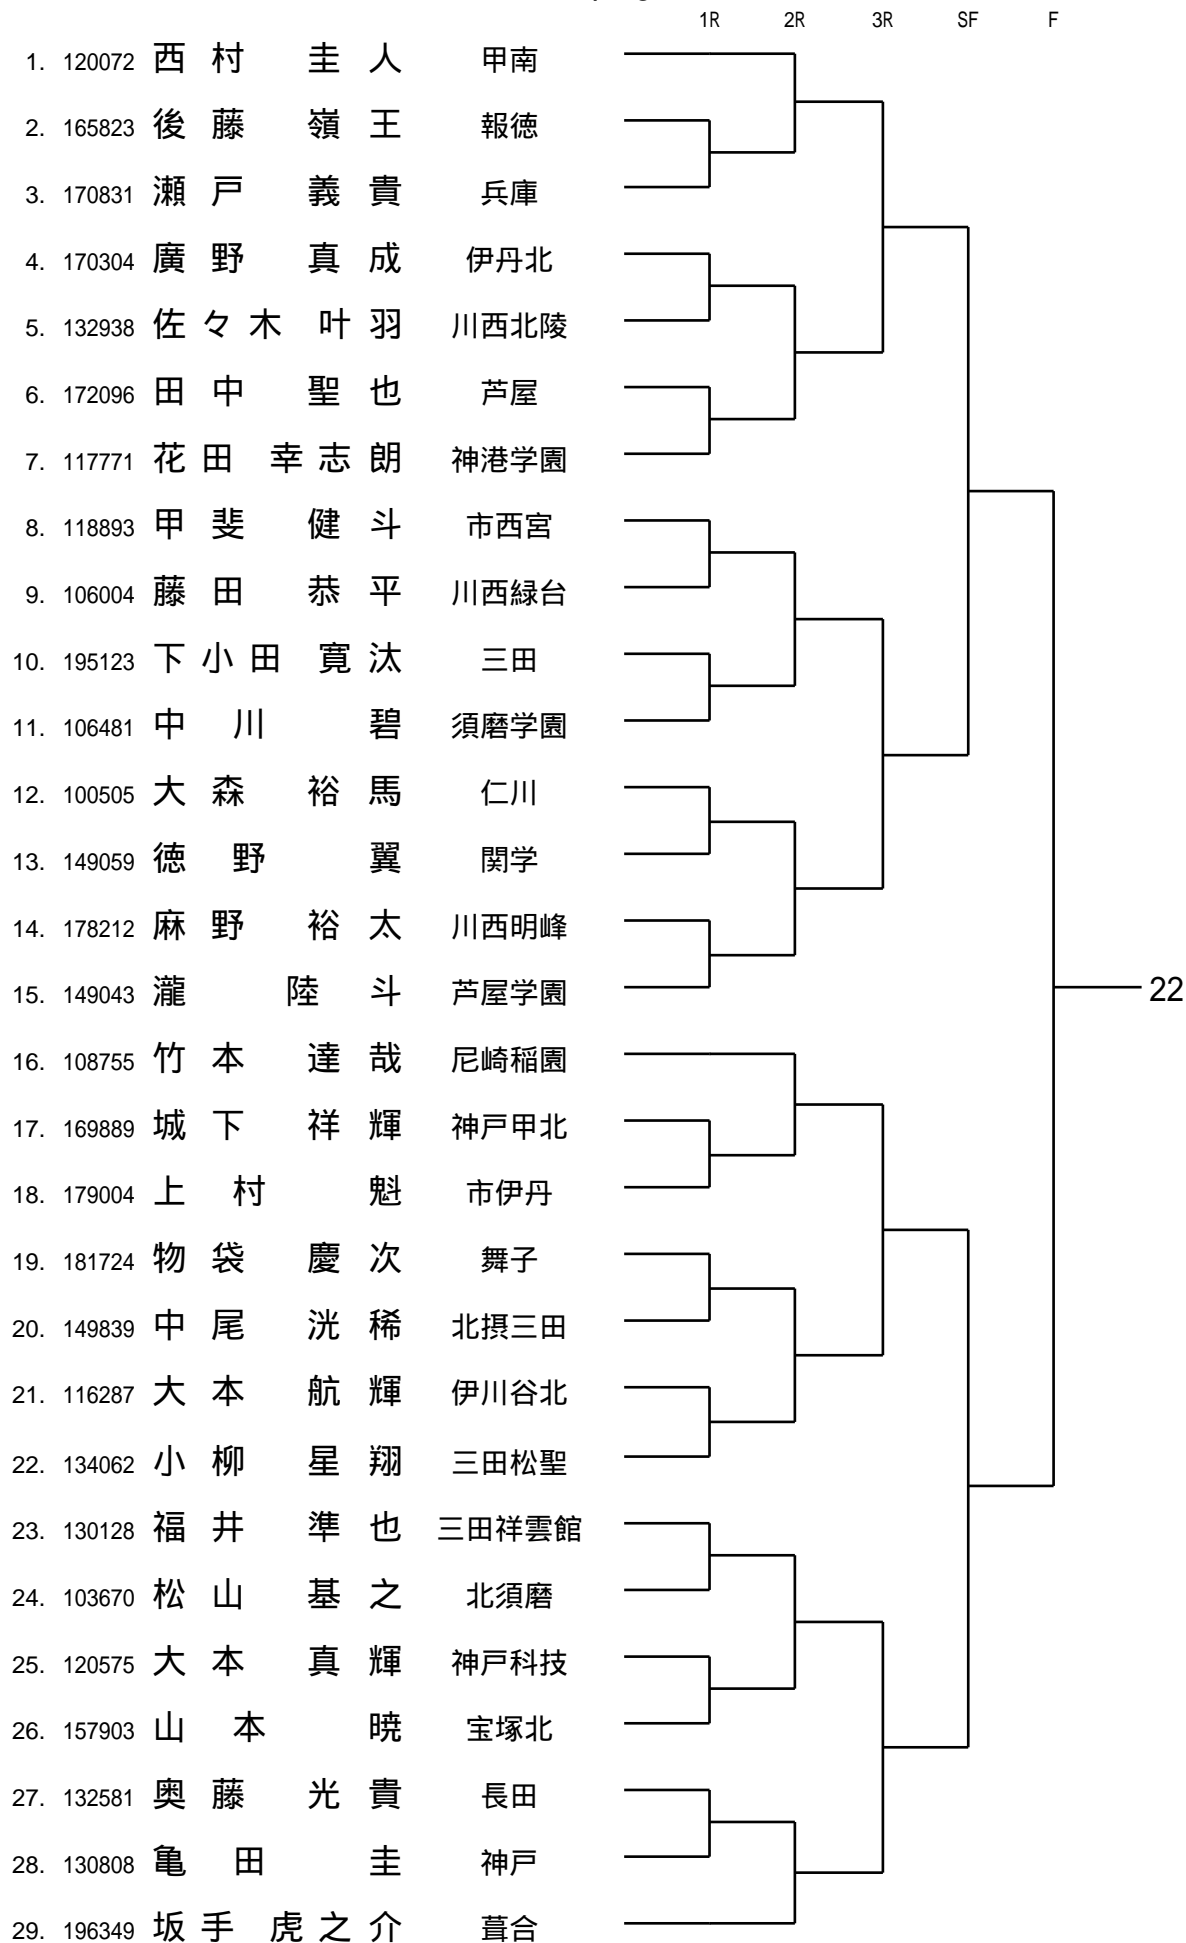 1R 2R 3R SF F
1. 120072 西村 圭人 甲南
2. 165823 後藤 嶺王 報徳
3. 170831 瀬戸 義貴 兵庫
4. 170304 廣野 真成 伊丹北
5. 132938 佐々木 叶羽 川西北陵
6. 172096 田中 聖也 芦屋
7. 117771 花田 幸志朗 神港学園
8. 118893 甲斐 健斗 市西宮
9. 106004 藤田 恭平 川西緑台
10. 195123 下小田 寛汰 三田
11. 106481 中川 碧 須磨学園
12. 100505 大森 裕馬 仁川
13. 149059 徳野 翼 関学
14. 178212 麻野 裕太 川西明峰
15. 149043 瀧 陸斗 芦屋学園
22
16. 108755 竹本 達哉 尼崎稲園
17. 169889 城下 祥輝 神戸甲北
18. 179004 上村 魁 市伊丹
19. 181724 物袋 慶次 舞子
20. 149839 中尾 洸稀 北摂三田
21. 116287 大本 航輝 伊川谷北
22. 134062 小柳 星翔 三田松聖
23. 130128 福井 準也 三田祥雲館
24. 103670 松山 基之 北須磨
25. 120575 大本 真輝 神戸科技
26. 157903 山本 暁 宝塚北
27. 132581 奥藤 光貴 長田
28. 130808 亀田 圭 神戸
29. 196349 坂手 虎之介 葺合